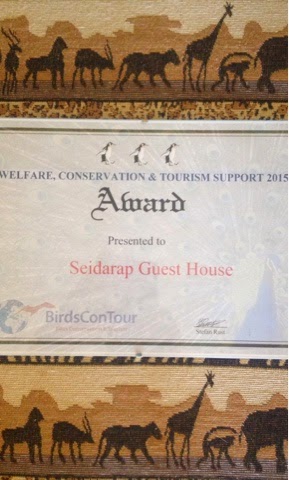 WELFARE, CONSERVATION & TOURISM SUPPORT 2015
Award
Presented to
Seidarap Guest House
BirdsConTour